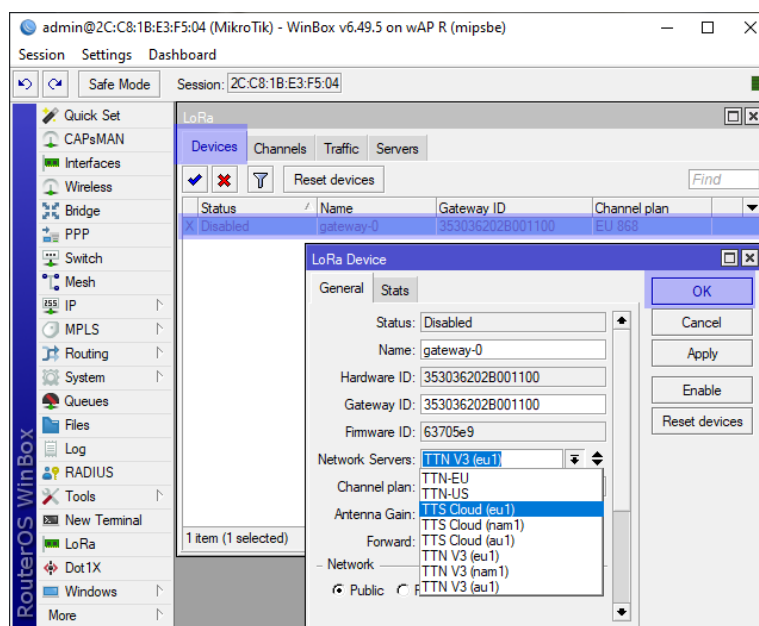 admin@2C:C8:1B:E3:F5:04 (MikroTik) - WinBox v6.49.5 on wAP R (mipsbe)
Session Settings Dashboard
Safe Mode Session: 2C:C8:1B:E3:F5:04
RouterOS WinBox
Quick Set
CAPsMAN
Interfaces
Wireless
Bridge
PPP
Switch
Mesh
IP
MPLS
Routing
System
Queues
Files
Log
RADIUS
Tools
New Terminal
LoRa
Dot1X
Windows
More
LoRa
Devices Channels Traffic Servers
Reset devices Find
Status Name Gateway ID Channel plan
X Disabled gateway-0 353036202B001100 EU 868
1 item (1 selected)
LoRa Device
General Stats
Status: Disabled
Name: gateway-0
Hardware ID: 353036202B001100
Gateway ID: 353036202B001100
Firmware ID: 63705e9
Network Servers: TTN V3 (eu1)
Channel plan:
Antenna Gain:
Forward:
Network
Public
TTN-EU
TTN-US
TTS Cloud (eu1)
TTS Cloud (nam1)
TTS Cloud (au1)
TTN V3 (eu1)
TTN V3 (nam1)
TTN V3 (au1)
OK
Cancel
Apply
Enable
Reset devices